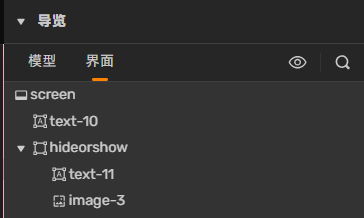 导览
模型 界面
screen
text-10
hideorshow
text-11
image-3